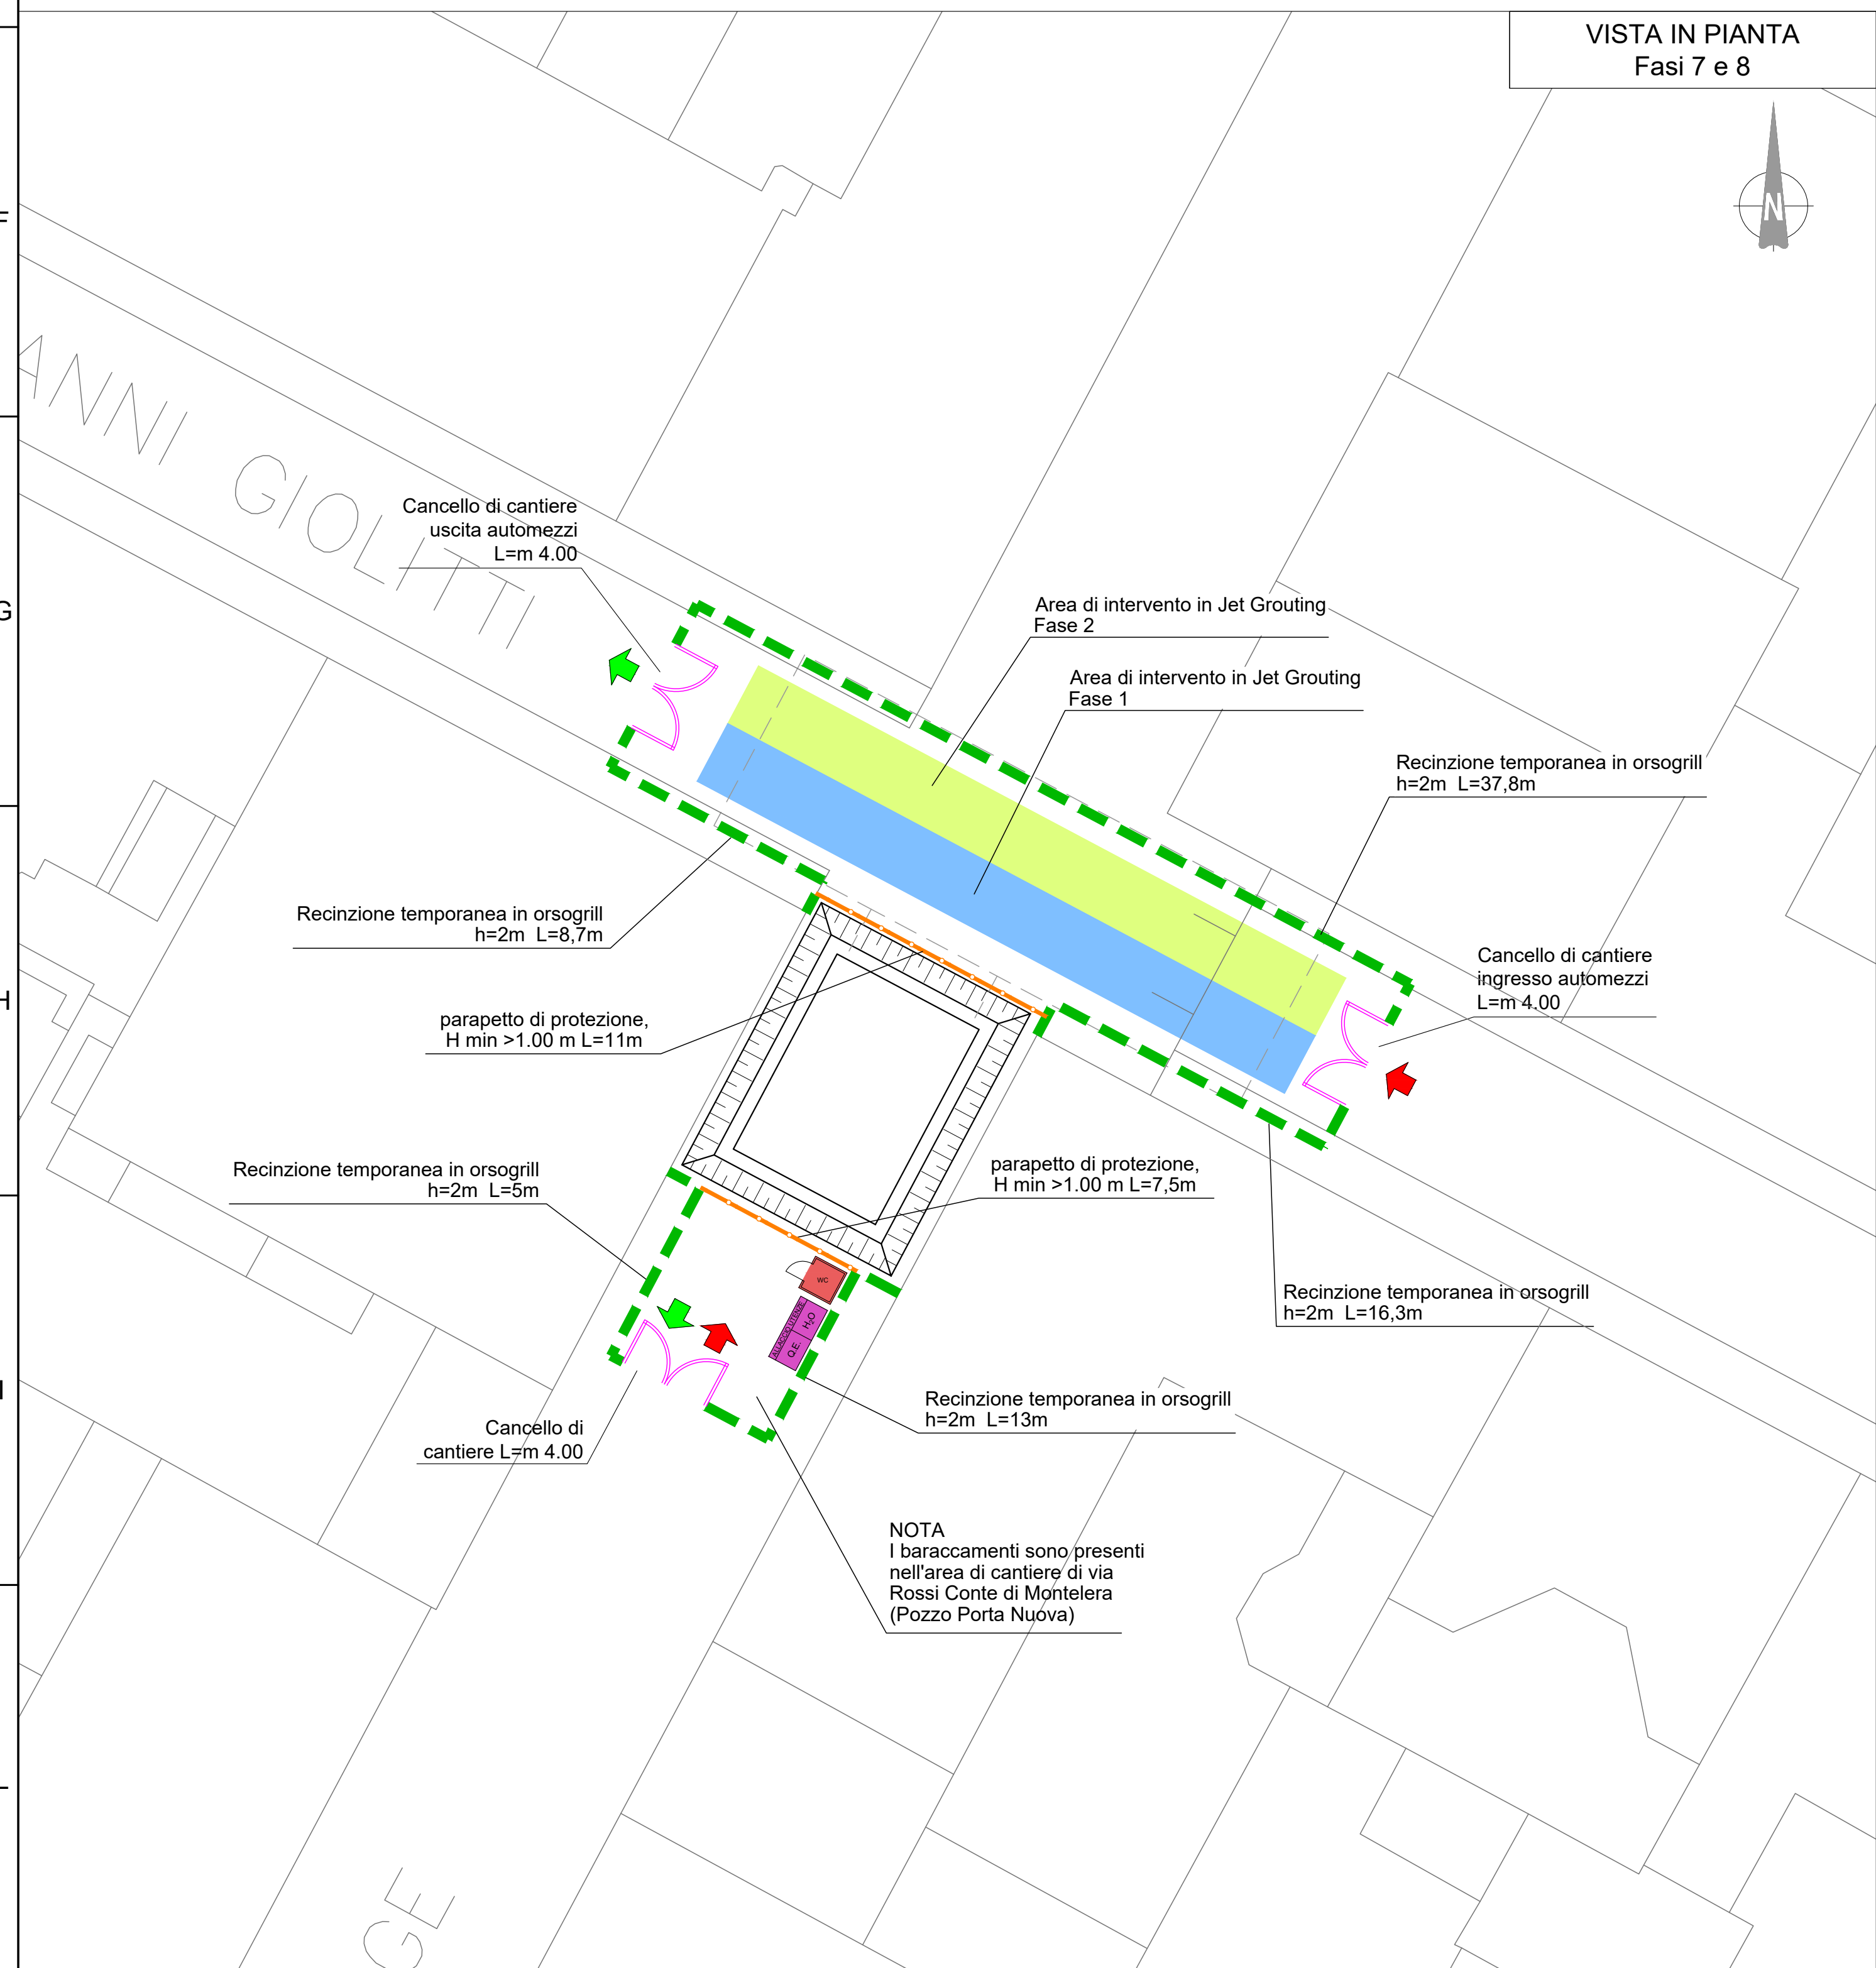 VISTA IN PIANTA
Fasi 7 e 8
N
F
ANNI GIOLITTI
Cancello di cantiere
uscita automezzi
L=m 4.00
G
Area di intervento in Jet Grouting
Fase 2
Area di intervento in Jet Grouting
Fase 1
Recinzione temporanea in orsogrill
h=2m L=37,8m
Recinzione temporanea in orsogrill
h=2m L=8,7m
Cancello di cantiere
ingresso automezzi
L=m 4.00
H
parapetto di protezione,
H min >1.00 m L=11m
Recinzione temporanea in orsogrill
h=2m L=5m
parapetto di protezione,
H min >1.00 m L=7,5m
WC
ALLACCIO UTENZE
H2O
Q.E.
Recinzione temporanea in orsogrill
h=2m L=16,3m
I
Recinzione temporanea in orsogrill
h=2m L=13m
Cancello di
cantiere L=m 4.00
NOTA
I baraccamenti sono presenti
nell'area di cantiere di via
Rossi Conte di Montelera
(Pozzo Porta Nuova)
GE